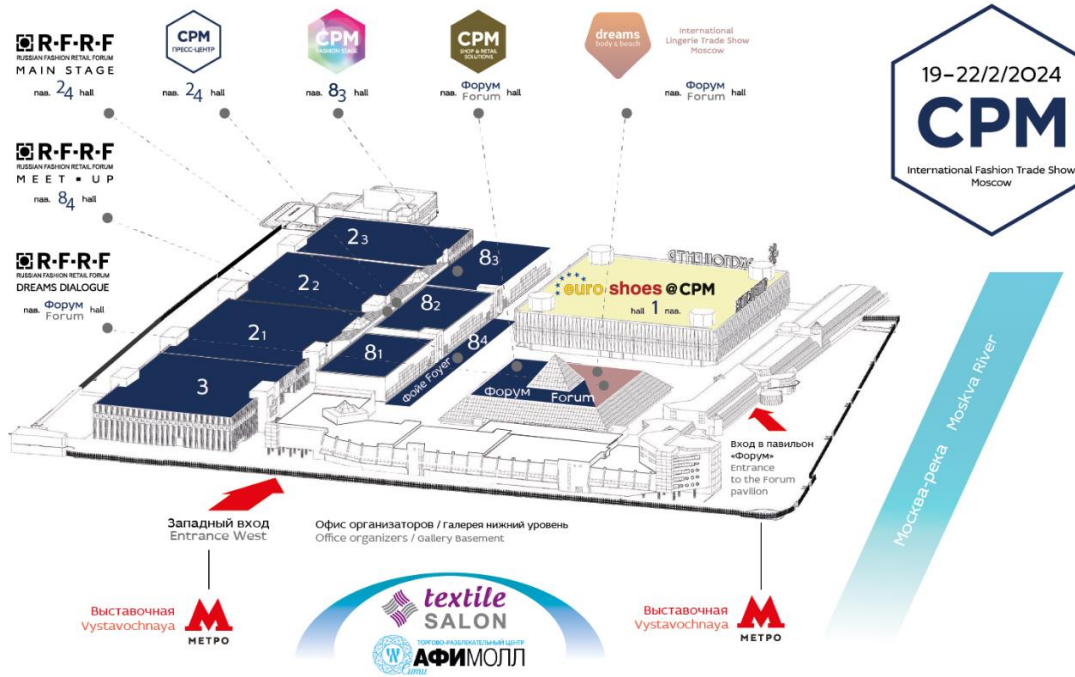 R-F-R-F
RUSSIAN FASHION RETAIL FORUM
MAIN STAGE
пав. 24 hall
CPM
ПРЕСС-ЦЕНТР
пав. 24 hall
CPM
FASHION STAGE
пав. 83 hall
CPM
SHOP & RETAIL
SOLUTIONS
пав. Форум hall
Forum
dreams
body & beach
International
Lingerie Trade Show
Moscow
пав. Форум hall
Forum
19–22/2/2024
CPM
International Fashion Trade Show
Moscow
R-F-R-F
RUSSIAN FASHION RETAIL FORUM
MEET ▪ UP
пав. 84 hall
R-F-R-F
RUSSIAN FASHION RETAIL FORUM
DREAMS DIALOGUE
пав. Форум hall
Forum
23
22
21
3
83
82
81
84
Фойе Foyer
euro shoes @ CPM
hall 1 пав.
Форум
Forum
Вход в павильон
«Форум»
Entrance
to the Forum
pavilion
Москва-река Moskva River
Западный вход
Entrance West
Офис организаторов / Галерея нижний уровень
Office organizers / Gallery Basement
Выставочная
Vystavochnaya
МЕТРО
textile
SALON
ТОРГОВО-РАЗВЛЕКАТЕЛЬНЫЙ ЦЕНТР
АФИМОЛЛ
Сити
Выставочная
Vystavochnaya
МЕТРО